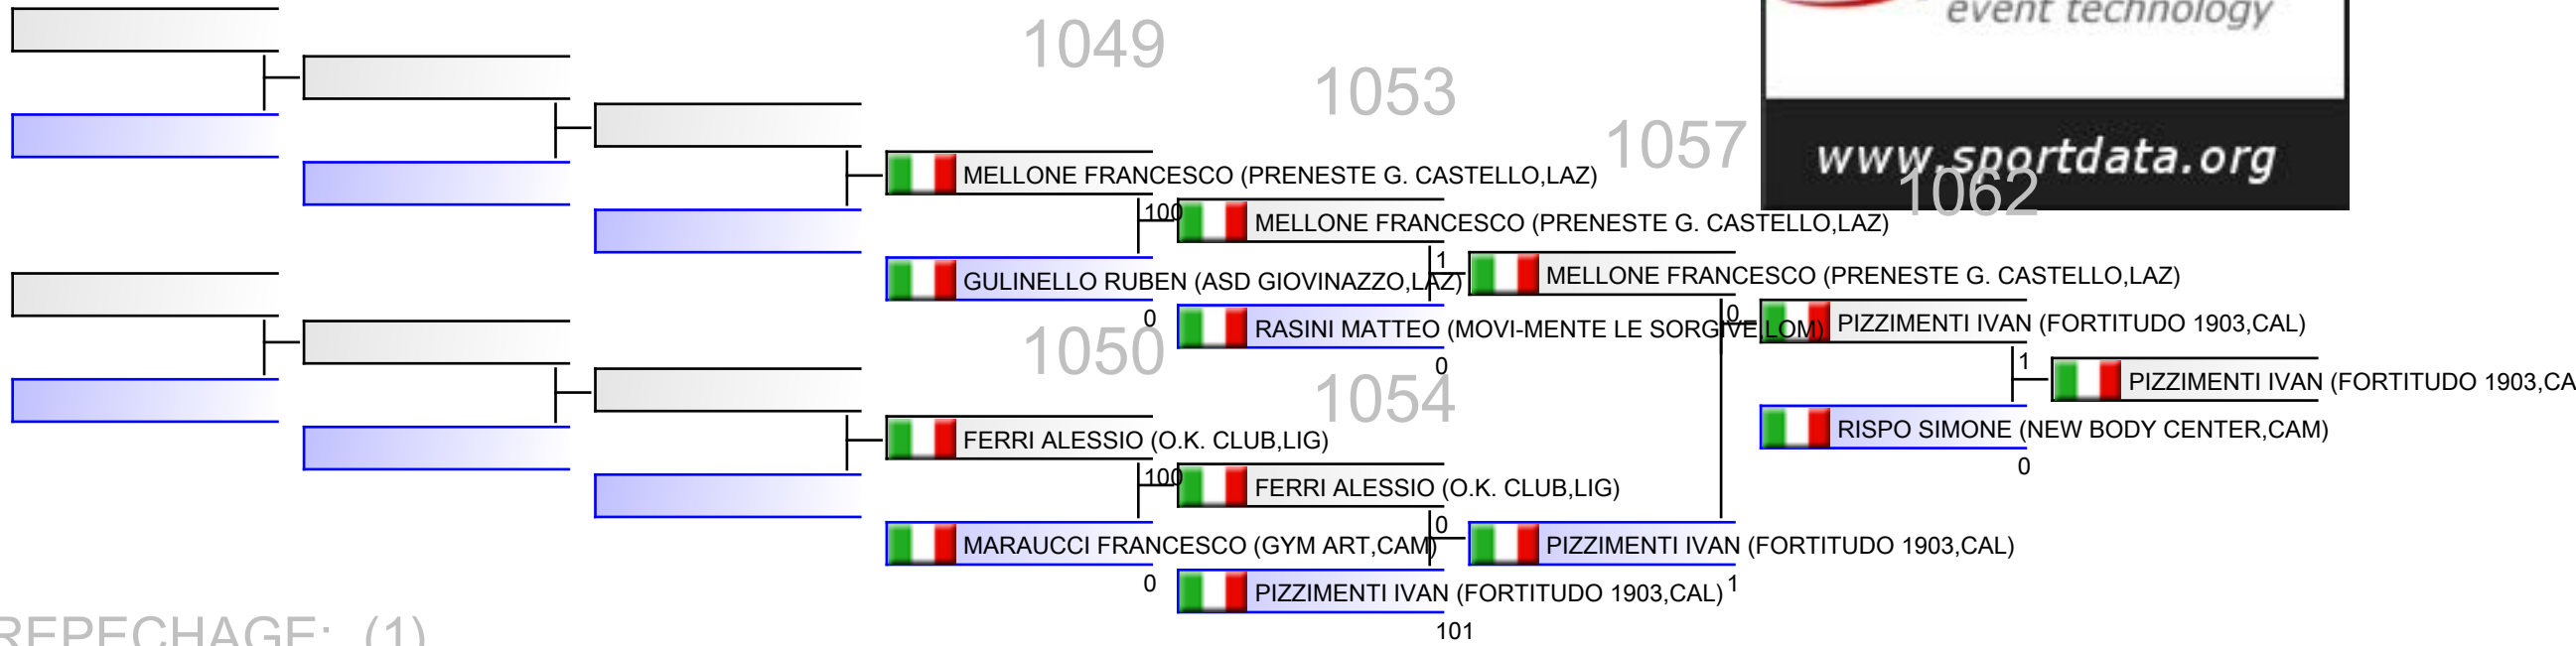 event technology
1049
1053
1057
www.sportdata.org
1062
MELLONE FRANCESCO (PRENESTE G. CASTELLO,LAZ)
100
MELLONE FRANCESCO (PRENESTE G. CASTELLO,LAZ)
GULINELLO RUBEN (ASD GIOVINAZZO,LAZ)
0
1
MELLONE FRANCESCO (PRENESTE G. CASTELLO,LAZ)
RASINI MATTEO (MOVI-MENTE LE SORGIVE,LOM)
0
0
PIZZIMENTI IVAN (FORTITUDO 1903,CAL)
1
PIZZIMENTI IVAN (FORTITUDO 1903,CA
RISPO SIMONE (NEW BODY CENTER,CAM)
0
1050
1054
FERRI ALESSIO (O.K. CLUB,LIG)
100
FERRI ALESSIO (O.K. CLUB,LIG)
MARAUCCI FRANCESCO (GYM ART,CAM)
0
0
PIZZIMENTI IVAN (FORTITUDO 1903,CAL)
1
PIZZIMENTI IVAN (FORTITUDO 1903,CAL)
101
REPECHAGE: (1)